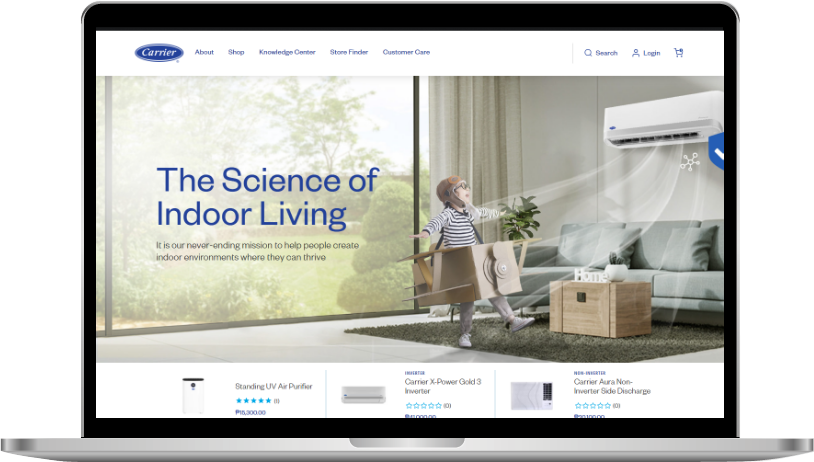 Carrier
About
Shop
Knowledge Center
Store Finder
Customer Care
Search
Login
The Science of
Indoor Living
It is our never-ending mission to help people create
indoor environments where they can thrive
Home
Standing UV Air Purifier
(1)
₱15,300.00
INVERTER
Carrier X-Power Gold 3
Inverter
(0)
NON-INVERTER
Carrier Aura Non-
Inverter Side Discharge
(0)